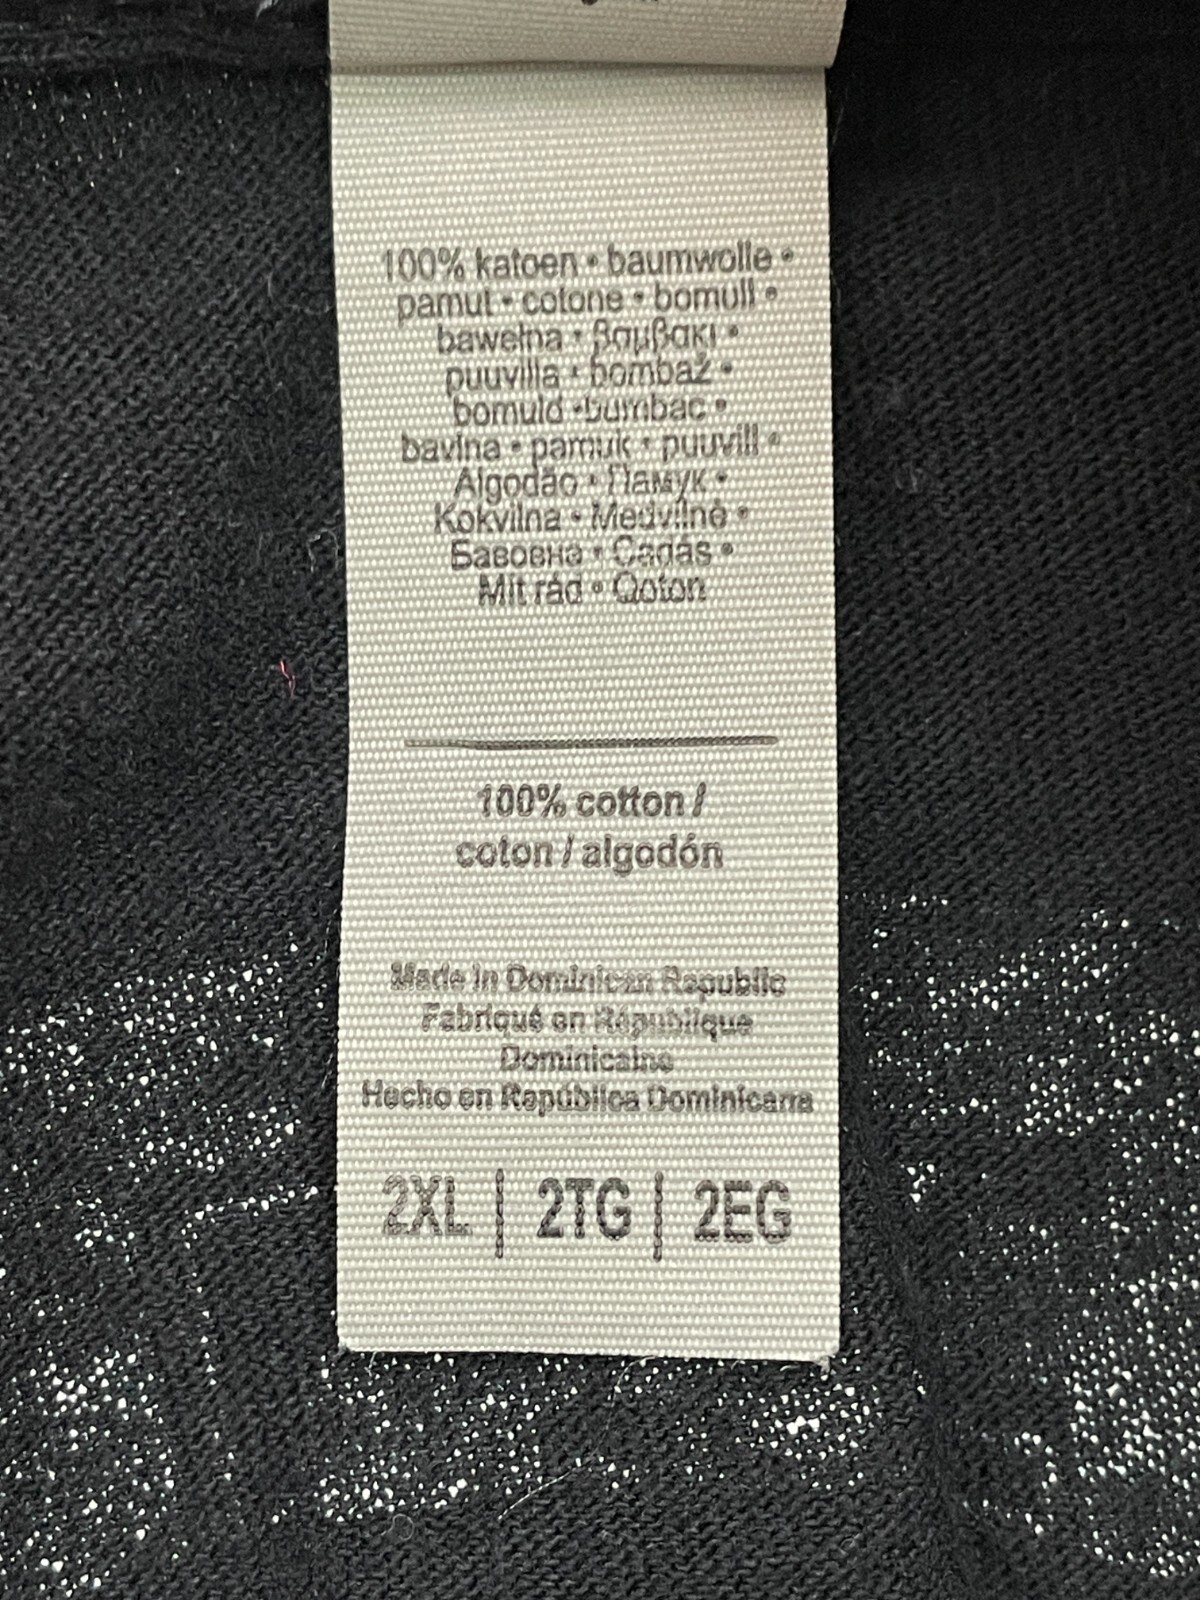 100% katoen • baumwolle •
pamut • cotone • bomull •
bawełna • βαμβακι •
puuvilla • bombaž •
bomuld •bumbac •
bavlna • pamuk • puuvill •
Algodão • Памук •
Kokvilna • Medvilnė •
Бавовна • Cadás •
Mit rád • Qoton
100% cotton /
coton / algodón
Made in Dominican Republic
Fabriqué en République
Dominicaine
Hecho en República Dominicana
2XL | 2TG | 2EG